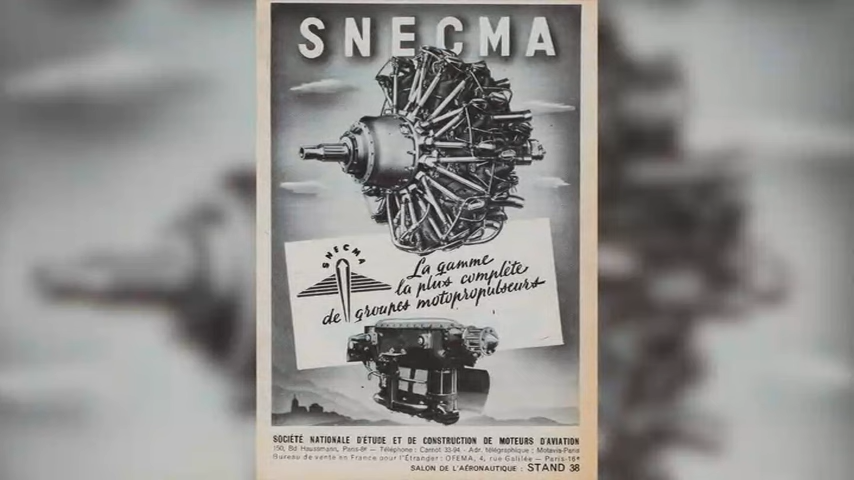 SNECMA
SNECMA
La gamme
la plus complète
de groupes motopropulseurs
SOCIÉTÉ NATIONALE D'ÉTUDE ET DE CONSTRUCTION DE MOTEURS D'AVIATION
150, Bd Haussmann, Paris-8e — Téléphone : Carnot 33-94 - Adr. télégraphique : Motavia-Paris
Bureau de vente en France pour l'Étranger : OFEMA, 4, rue Galilée — Paris-16e
SALON DE L'AÉRONAUTIQUE : STAND 38